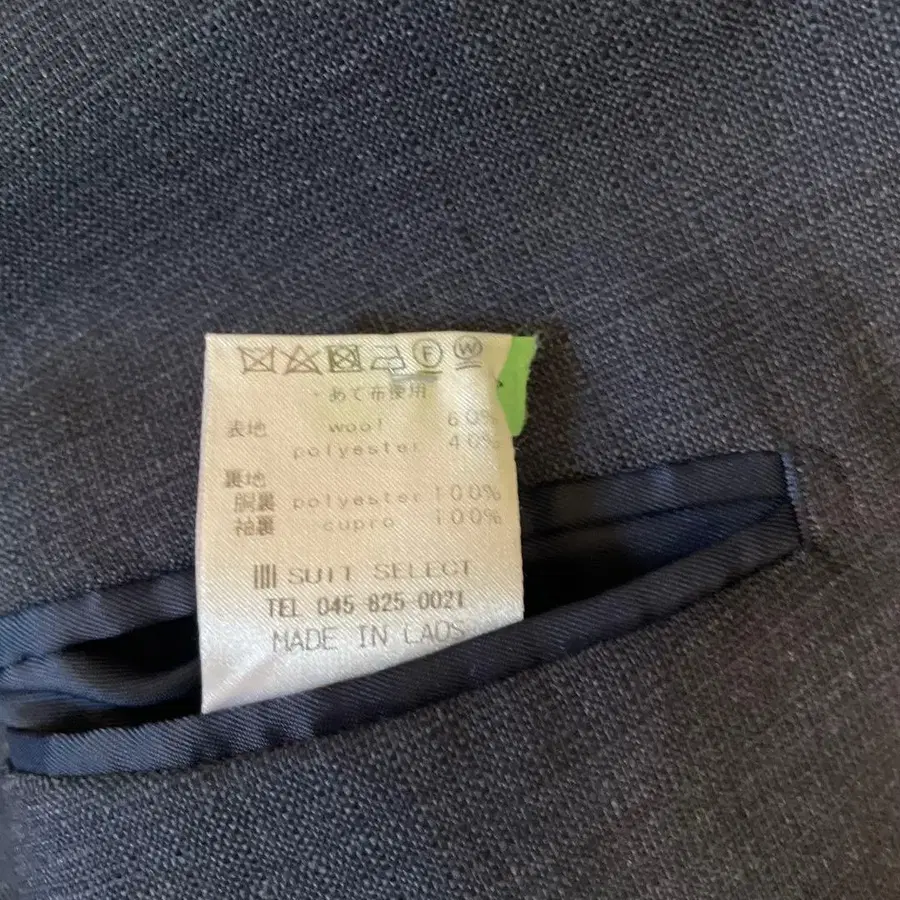 F W
・あて布使用
表地 wool 60%
polyester 40%
裏地
胴裏 polyester 100%
袖裏 cupro 100%
SUIT SELECT
TEL 045 825 0021
MADE IN LAOS